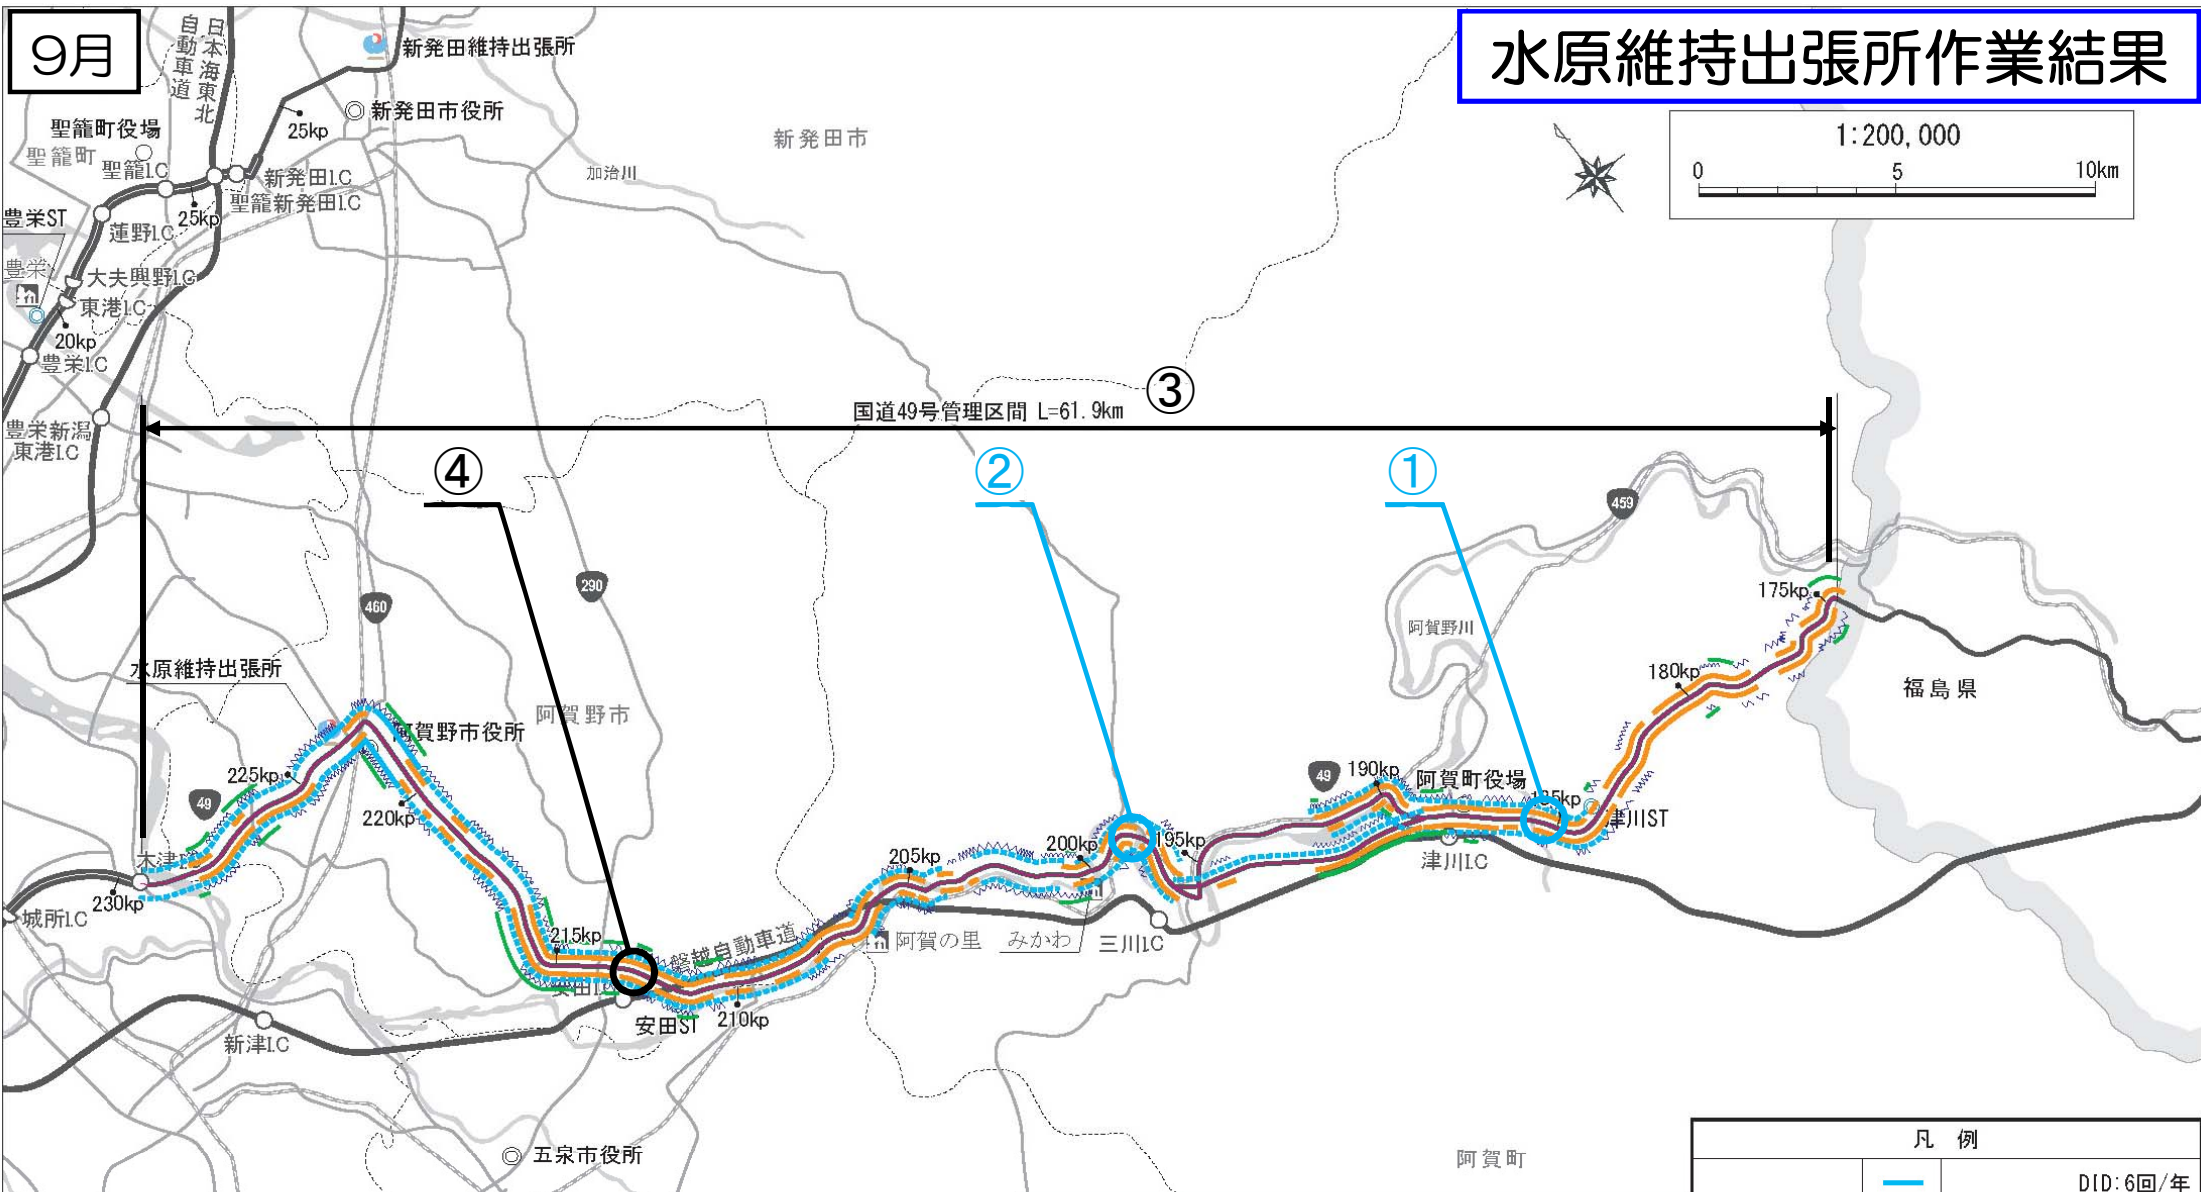 9月
水原維持出張所作業結果
1:200,000
0 5 10km
日本海東北
自動車道
新発田維持出張所
新発田市役所
25kp
聖籠町役場
聖籠町
聖籠I.C
新発田I.C
聖籠新発田I.C
25kp
新発田市
加治川
豊栄ST
蓮野I.C
豊栄
大夫興野I.C
東港I.C
20kp
豊栄I.C
豊栄新潟
東港I.C
③
国道49号管理区間 L=61.9km
④
②
①
459
290
460
175kp
阿賀野川
180kp
福島県
水原維持出張所
阿賀野市役所
阿賀野市
225kp
49
220kp
49
190kp
阿賀町役場
185kp
津川ST
津川I.C
195kp
200kp
205kp
木津
230kp
城所I.C
215kp
磐越自動車道
阿賀の里
みかわ
三川I.C
安田I.C
安田ST
210kp
新津I.C
五泉市役所
阿賀町
凡 例
DID:6回/年